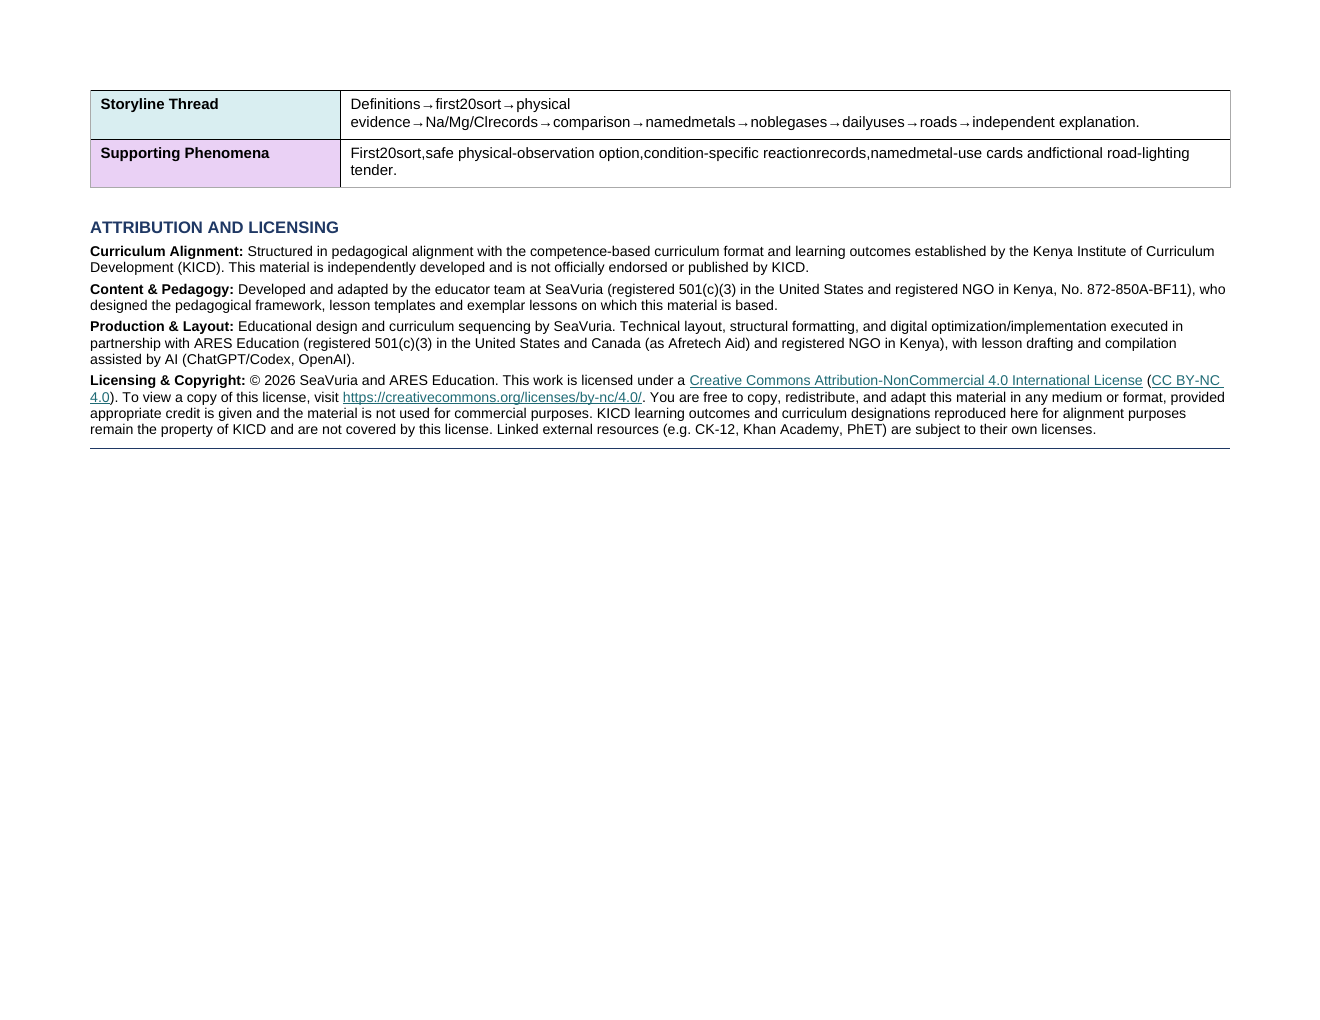 Storyline Thread
Definitions→first20sort→physical
evidence→Na/Mg/Clrecords→comparison→namedmetals→noblegases→dailyuses→roads→independent explanation.
Supporting Phenomena
First20sort,safe physical-observation option,condition-specific reactionrecords,namedmetal-use cards andfictional road-lighting
tender.
ATTRIBUTION AND LICENSING
Curriculum Alignment: Structured in pedagogical alignment with the competence-based curriculum format and learning outcomes established by the Kenya Institute of Curriculum
Development (KICD). This material is independently developed and is not officially endorsed or published by KICD.
Content & Pedagogy: Developed and adapted by the educator team at SeaVuria (registered 501(c)(3) in the United States and registered NGO in Kenya, No. 872-850A-BF11), who
designed the pedagogical framework, lesson templates and exemplar lessons on which this material is based.
Production & Layout: Educational design and curriculum sequencing by SeaVuria. Technical layout, structural formatting, and digital optimization/implementation executed in
partnership with ARES Education (registered 501(c)(3) in the United States and Canada (as Afretech Aid) and registered NGO in Kenya), with lesson drafting and compilation
assisted by AI (ChatGPT/Codex, OpenAI).
Licensing & Copyright: © 2026 SeaVuria and ARES Education. This work is licensed under a Creative Commons Attribution-NonCommercial 4.0 International License (CC BY-NC
4.0). To view a copy of this license, visit https://creativecommons.org/licenses/by-nc/4.0/. You are free to copy, redistribute, and adapt this material in any medium or format, provided
appropriate credit is given and the material is not used for commercial purposes. KICD learning outcomes and curriculum designations reproduced here for alignment purposes
remain the property of KICD and are not covered by this license. Linked external resources (e.g. CK-12, Khan Academy, PhET) are subject to their own licenses.